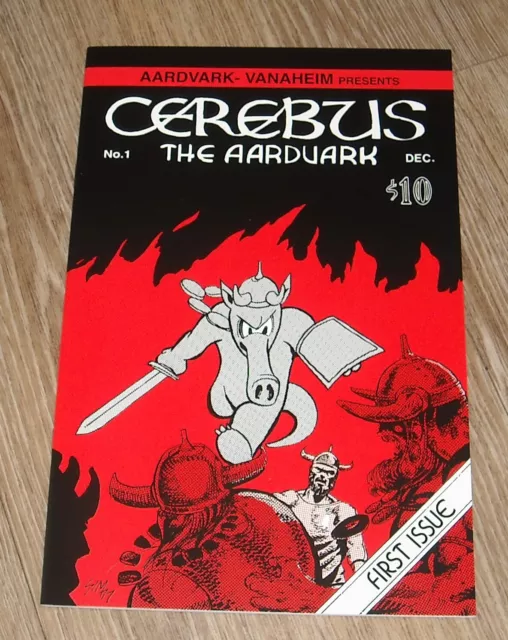 AARDVARK- VANAHEIM PRESENTS
CEREBUS
No.1 THE AARDVARK DEC.
$10
FIRST ISSUE